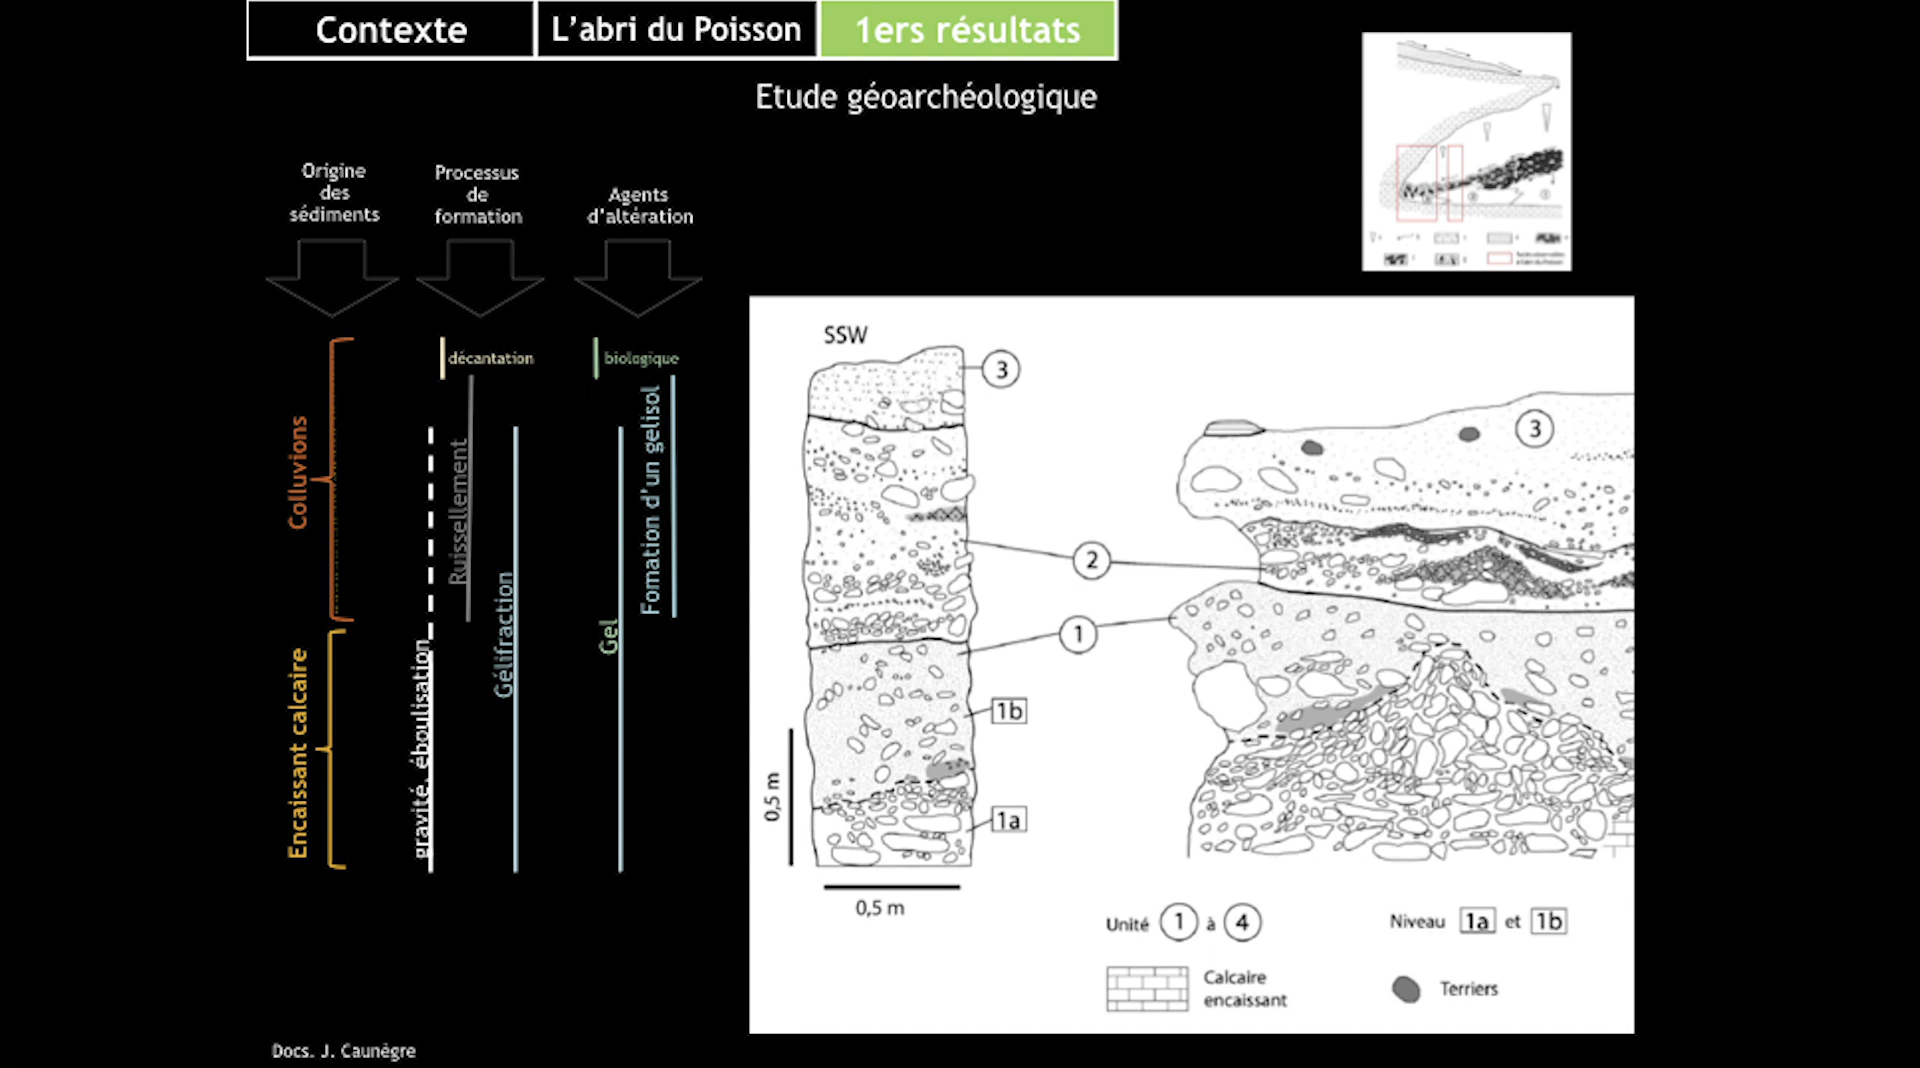 Contexte
L'abri du Poisson
1ers résultats
Etude géoarchéologique
Origine
des
sédiments
Processus
de
formation
Agents
d'altération
décantation
biologique
Colluvions
Encaissant calcaire
gravité. éboulisation
Ruissellement
Gélifraction
Gel
Fomation d'un gelisol
SSW
3
3
2
1
1b
1a
0,5 m
0,5 m
Unité 1 à 4
Niveau 1a et 1b
Calcaire
encaissant
Terriers
Docs. J. Caunègre